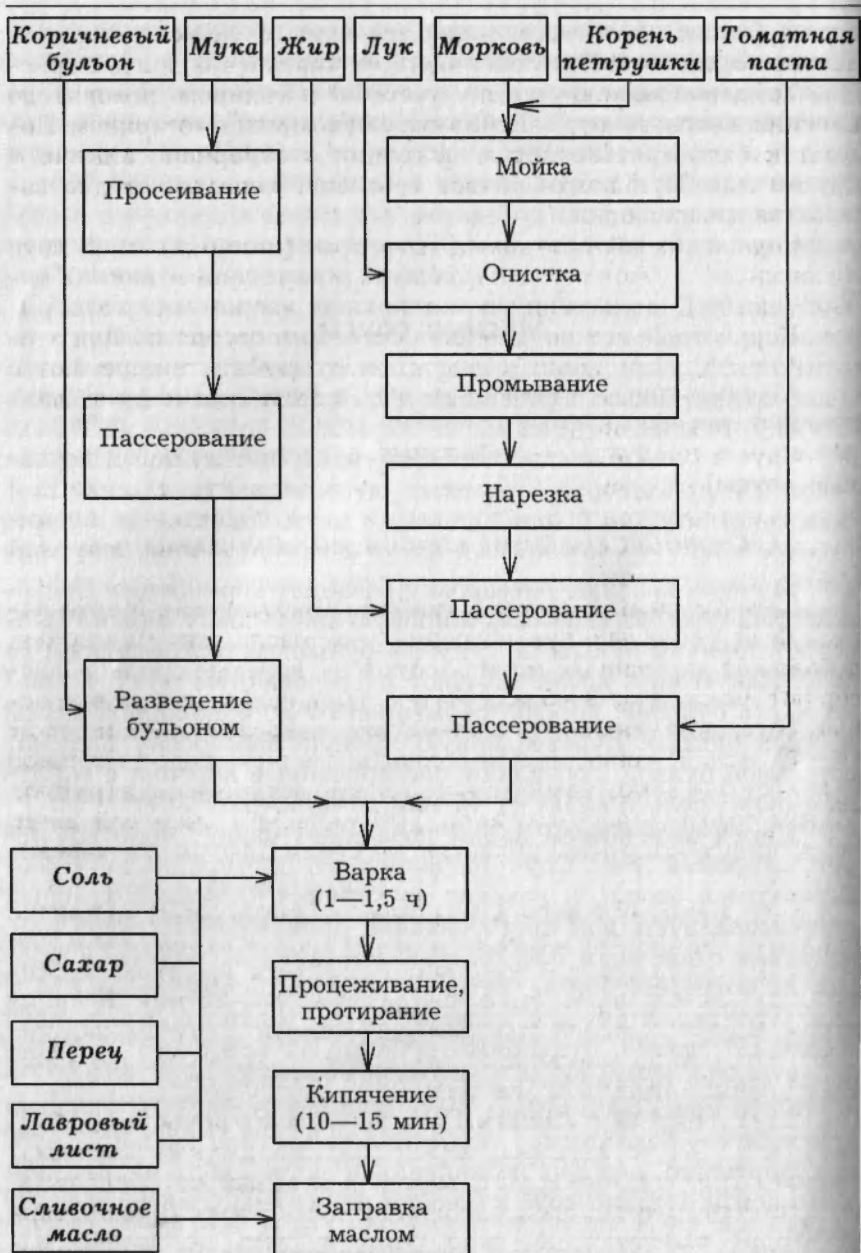 Коричневый бульон
Мука
Жир
Лук
Морковь
Корень петрушки
Томатная паста
Просеивание
Мойка
Очистка
Промывание
Пассерование
Нарезка
Пассерование
Разведение бульоном
Пассерование
Соль
Варка
(1—1,5 ч)
Сахар
Процеживание,
протирание
Перец
Кипячение
(10—15 мин)
Лавровый
лист
Сливочное
масло
Заправка
маслом